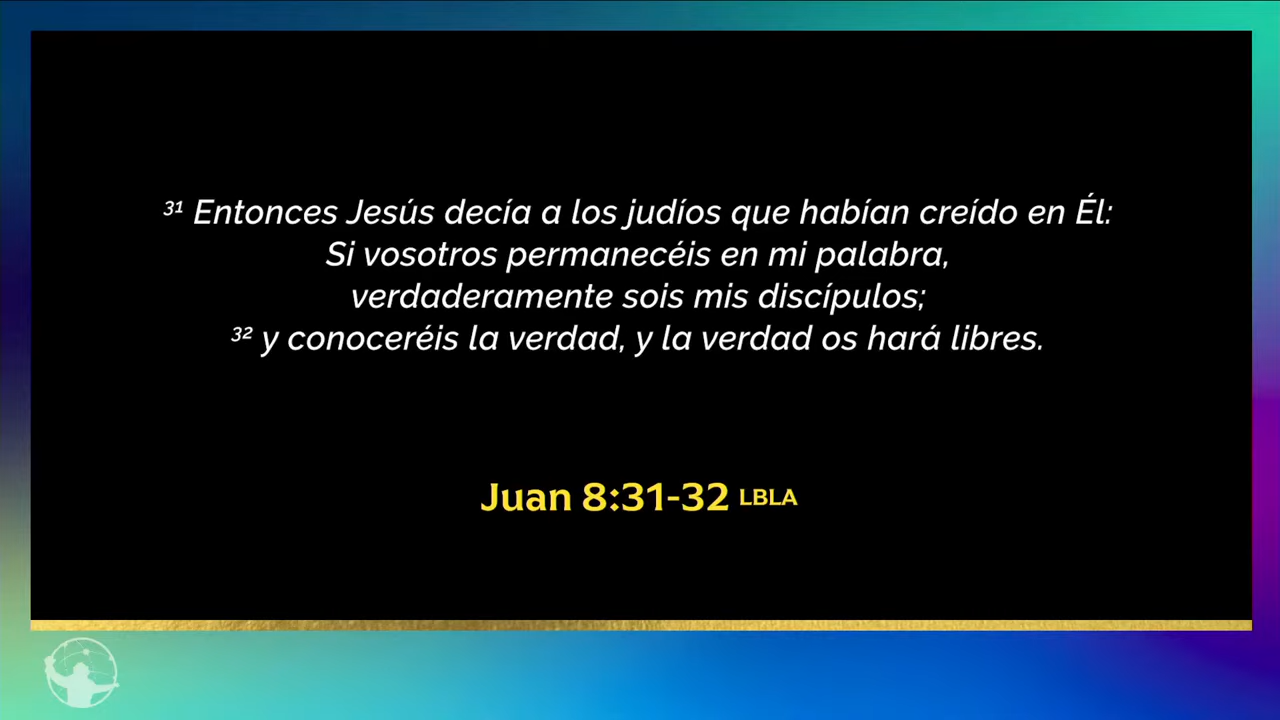 ³¹ Entonces Jesús decía a los judíos que habían creído en Él:
Si vosotros permanecéis en mi palabra,
verdaderamente sois mis discípulos;
³² y conoceréis la verdad, y la verdad os hará libres.
Juan 8:31-32 LBLA